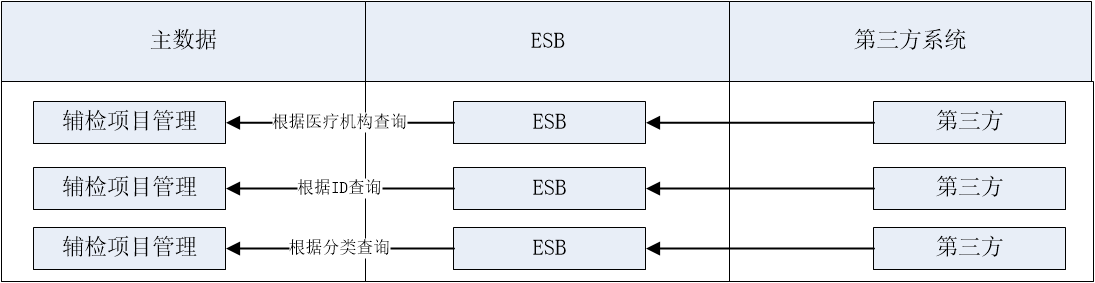 主数据
ESB
第三方系统
辅检项目管理
根据医疗机构查询
ESB
第三方
辅检项目管理
根据ID查询
ESB
第三方
辅检项目管理
根据分类查询
ESB
第三方